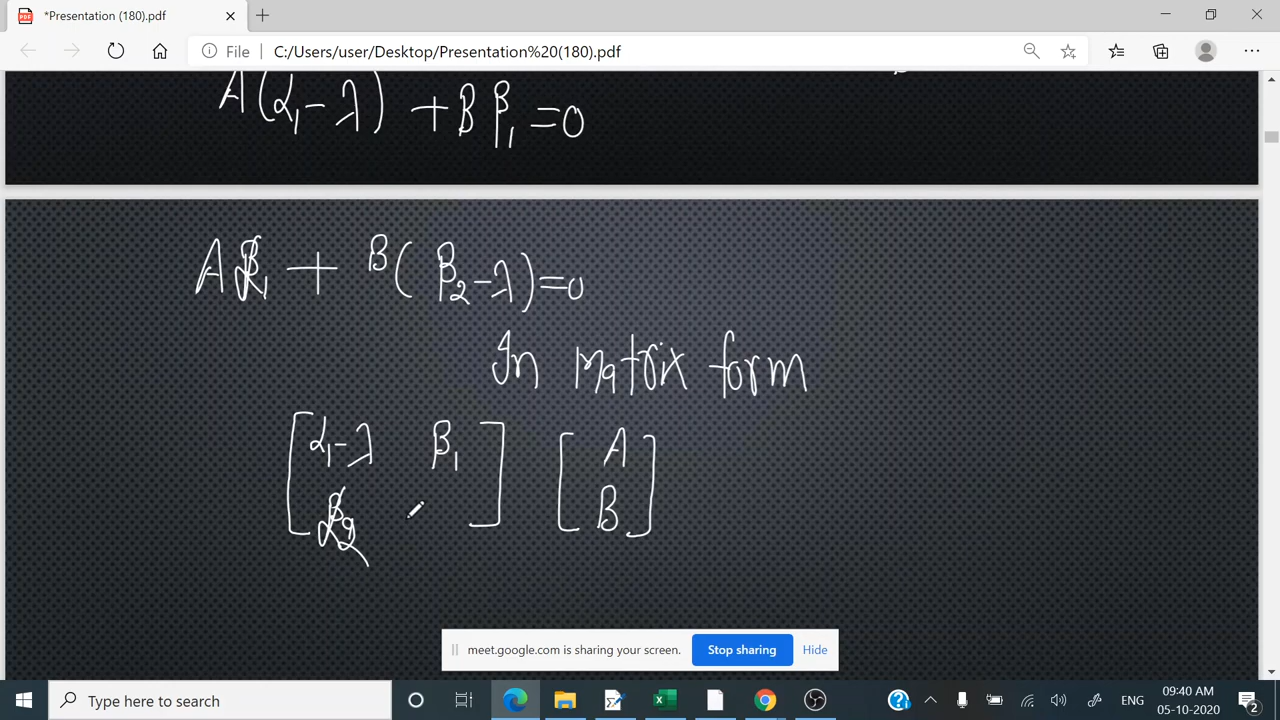 *Presentation (180).pdf
File C:/Users/user/Desktop/Presentation%20(180).pdf
A(α₁-λ) +Bβ₁=0
+ B(β₂-λ)=0
In Matrix form
[α₁-λ β₁] [A]
[B]
meet.google.com is sharing your screen. Stop sharing Hide
Type here to search
ENG
09:40 AM
05-10-2020
2